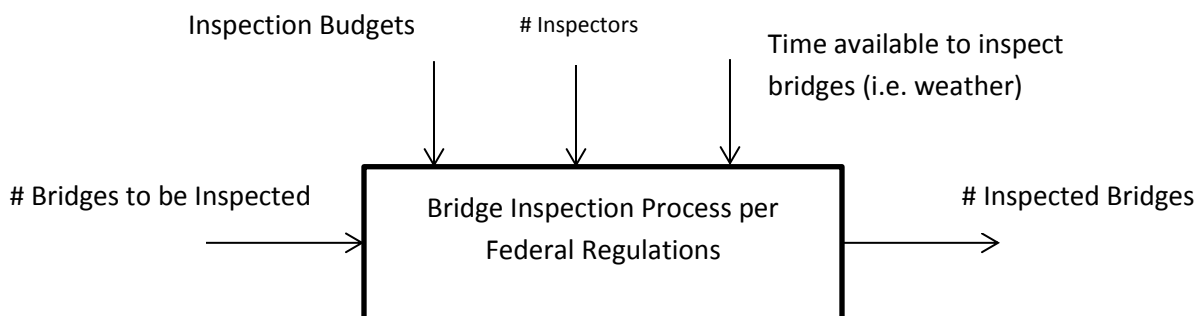 Inspection Budgets
# Inspectors
Time available to inspect
bridges (i.e. weather)
# Bridges to be Inspected
Bridge Inspection Process per
Federal Regulations
# Inspected Bridges